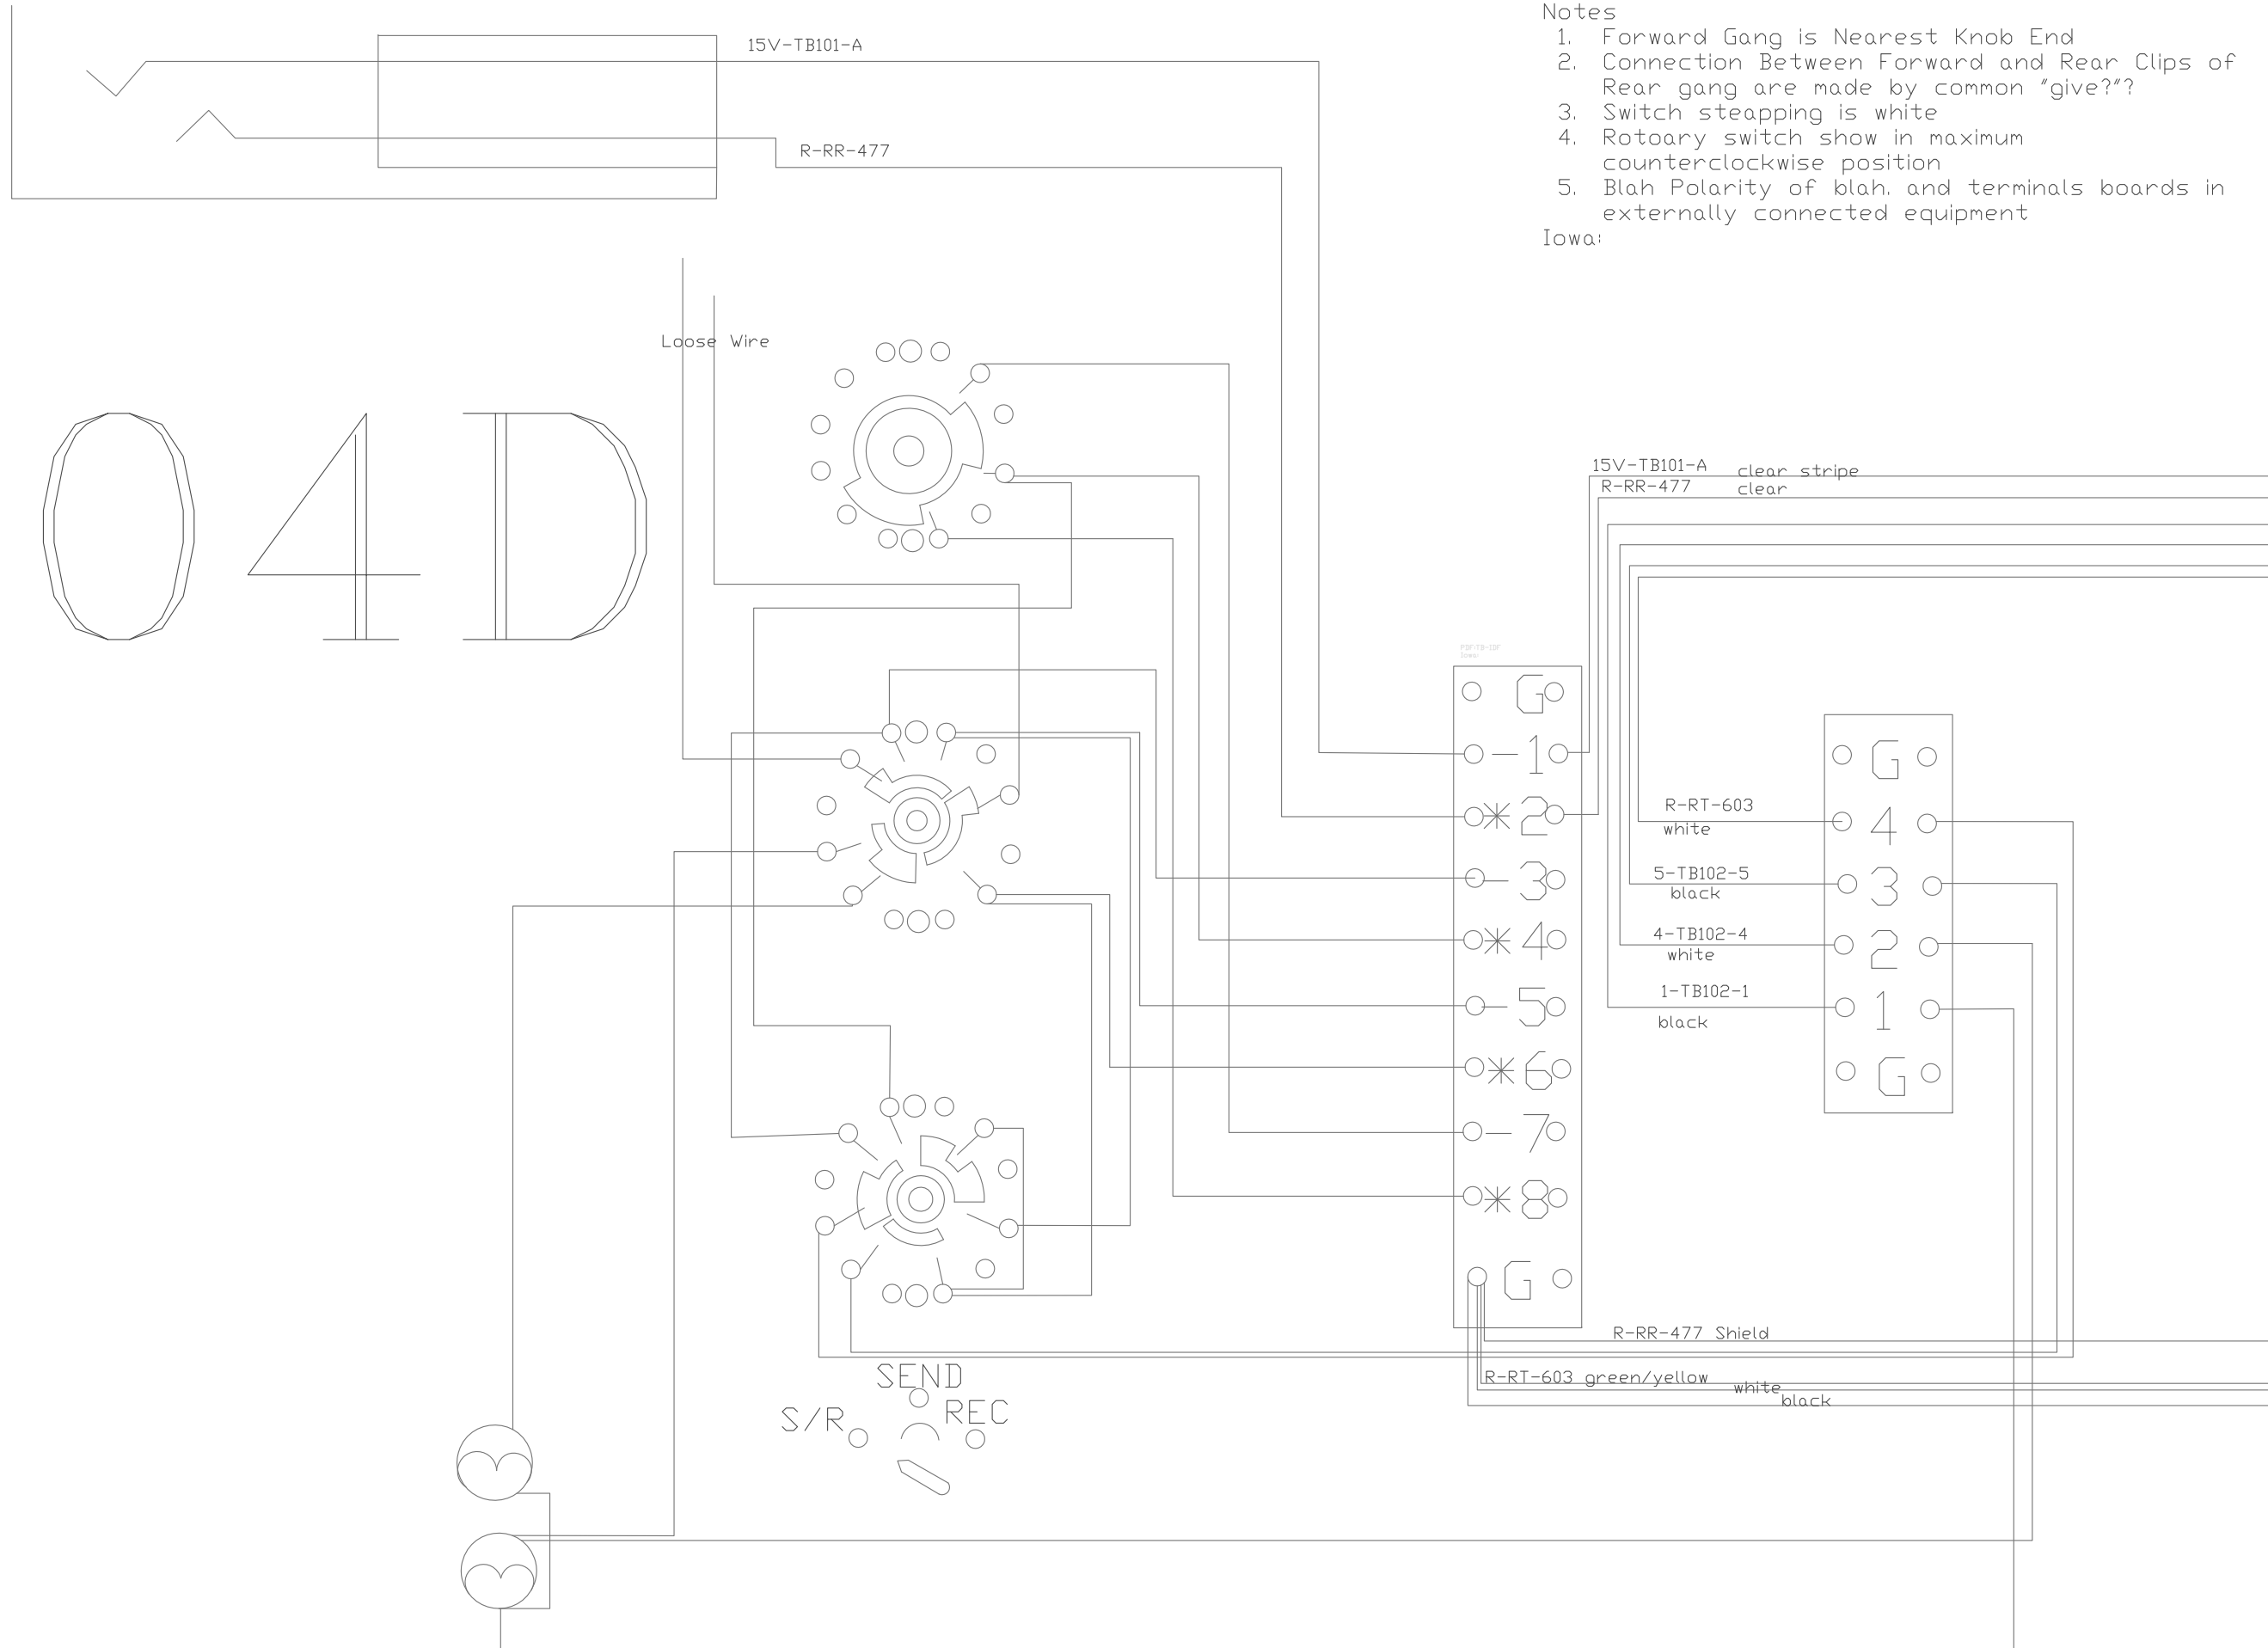 Notes
1. Forward Gang is Nearest Knob End
2. Connection Between Forward and Rear Clips of
Rear gang are made by common "give?"?
3. Switch steapping is white
4. Rotoary switch show in maximum
counterclockwise position
5. Blah Polarity of blah. and terminals boards in
externally connected equipment
Iowa:
15V-TB101-A
R-RR-477
Loose Wire
04D
15V-TB101-A clear stripe
R-RR-477 clear
G
-1
*2
-3
*4
-5
*6
-7
*8
G
G
4
3
2
1
G
R-RT-603
white
5-TB102-5
black
4-TB102-4
white
1-TB102-1
black
R-RR-477 Shield
R-RT-603 green/yellow
white
black
SEND
S/R
REC